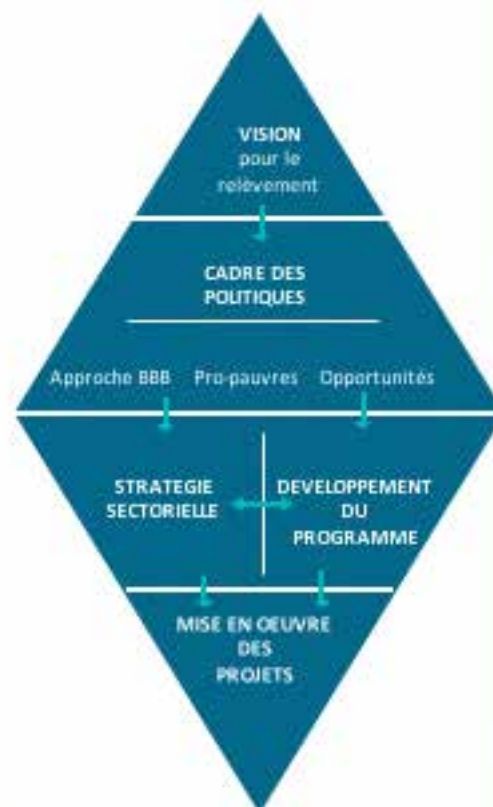 VISION
pour le
relèvement
CADRE DES
POLITIQUES
Approche BBB Pro-pauvres Opportunités
STRATEGIE
SECTORIELLE
DEVELOPPEMENT
DU
PROGRAMME
MISE EN OEUVRE
DES
PROJETS